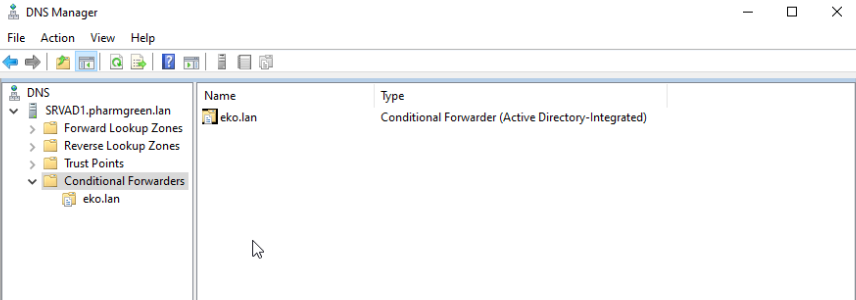 DNS Manager
File Action View Help
DNS
SRVAD1.pharmgreen.lan
Forward Lookup Zones
Reverse Lookup Zones
Trust Points
Conditional Forwarders
eko.lan
Name Type
eko.lan Conditional Forwarder (Active Directory-Integrated)